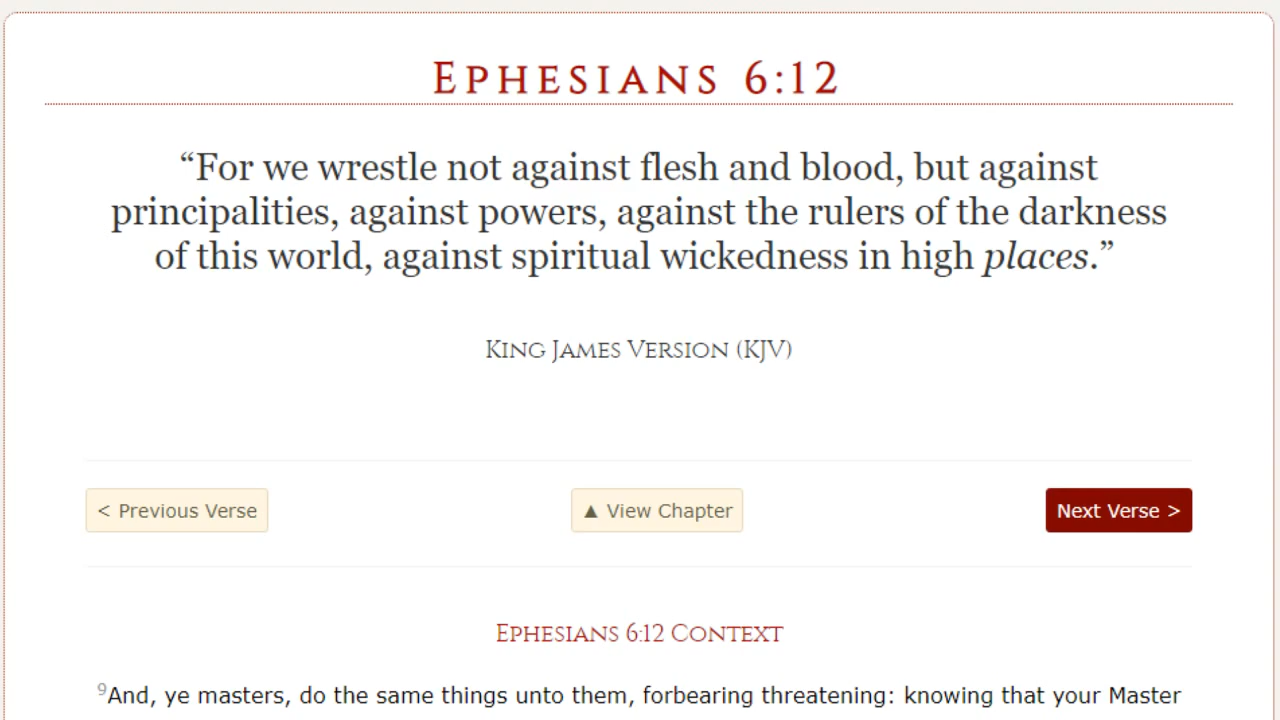 Ephesians 6:12
“For we wrestle not against flesh and blood, but against
principalities, against powers, against the rulers of the darkness
of this world, against spiritual wickedness in high places.”
King James Version (KJV)
< Previous Verse
▲ View Chapter
Next Verse >
Ephesians 6:12 Context
9And, ye masters, do the same things unto them, forbearing threatening: knowing that your Master